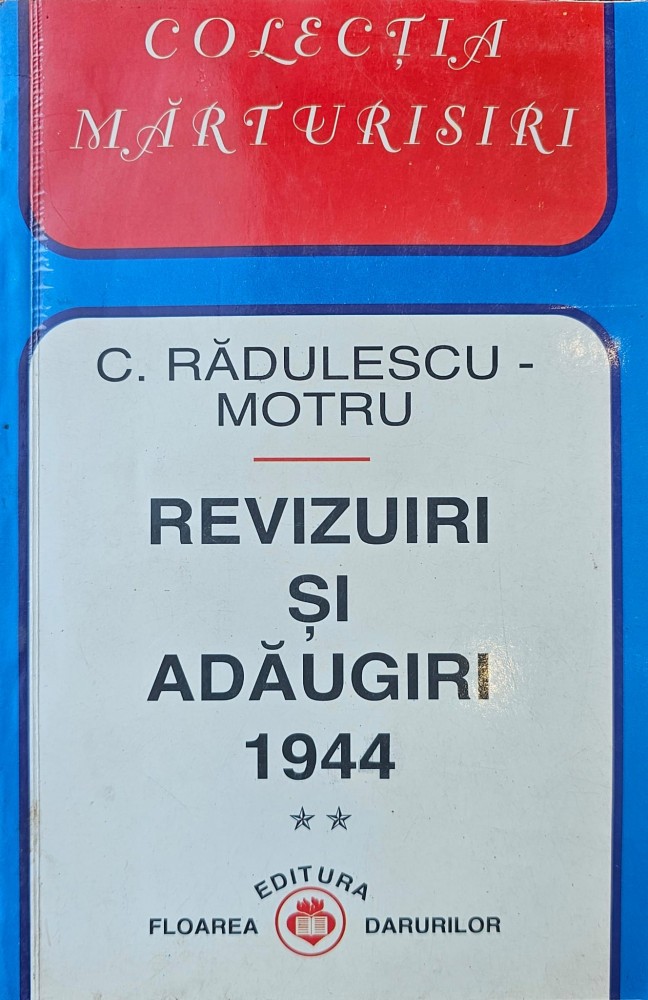 COLECȚIA
MĂRTURISIRI
C. RĂDULESCU -
MOTRU
REVIZUIRI
ȘI
ADĂUGIRI
1944
EDITURA
FLOAREA DARURILOR